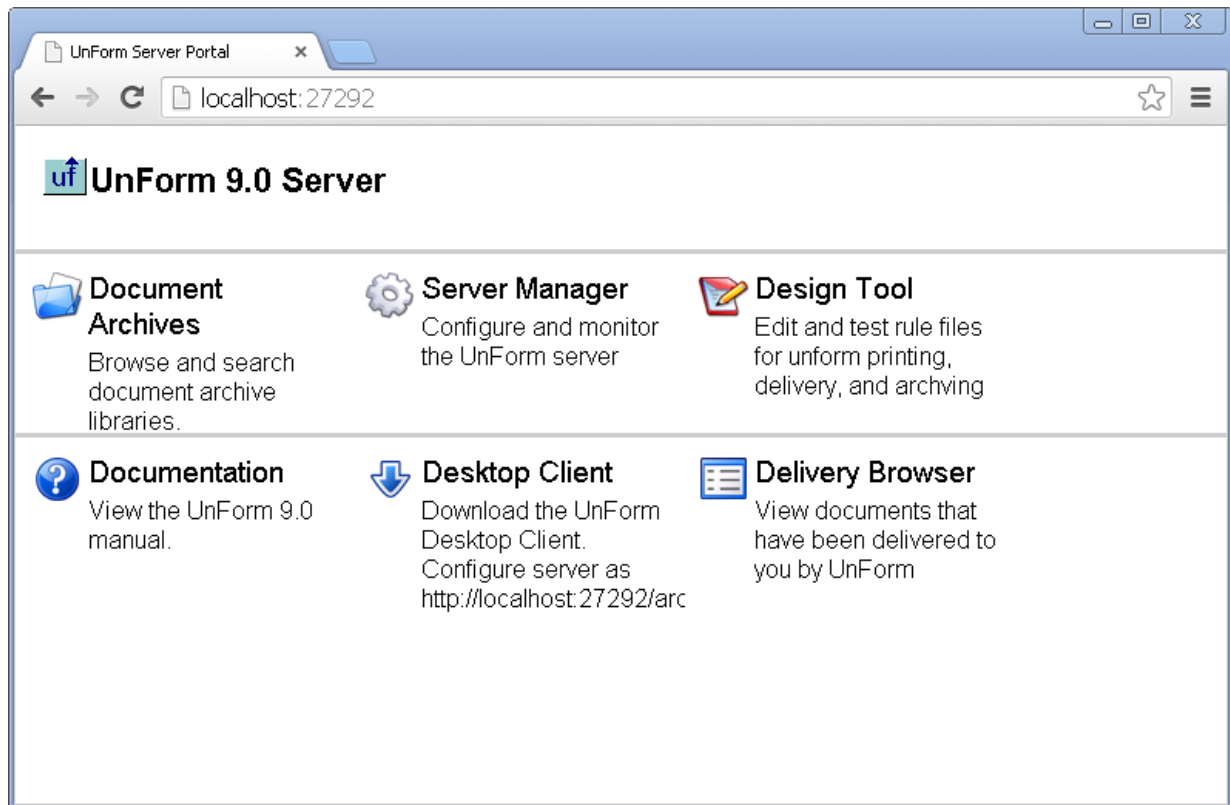 UnForm Server Portal
localhost:27292
uf UnForm 9.0 Server
Document
Archives
Browse and search
document archive
libraries.
Server Manager
Configure and monitor
the UnForm server
Design Tool
Edit and test rule files
for unform printing,
delivery, and archving
Documentation
View the UnForm 9.0
manual.
Desktop Client
Download the UnForm
Desktop Client.
Configure server as
http://localhost:27292/arc
Delivery Browser
View documents that
have been delivered to
you by UnForm